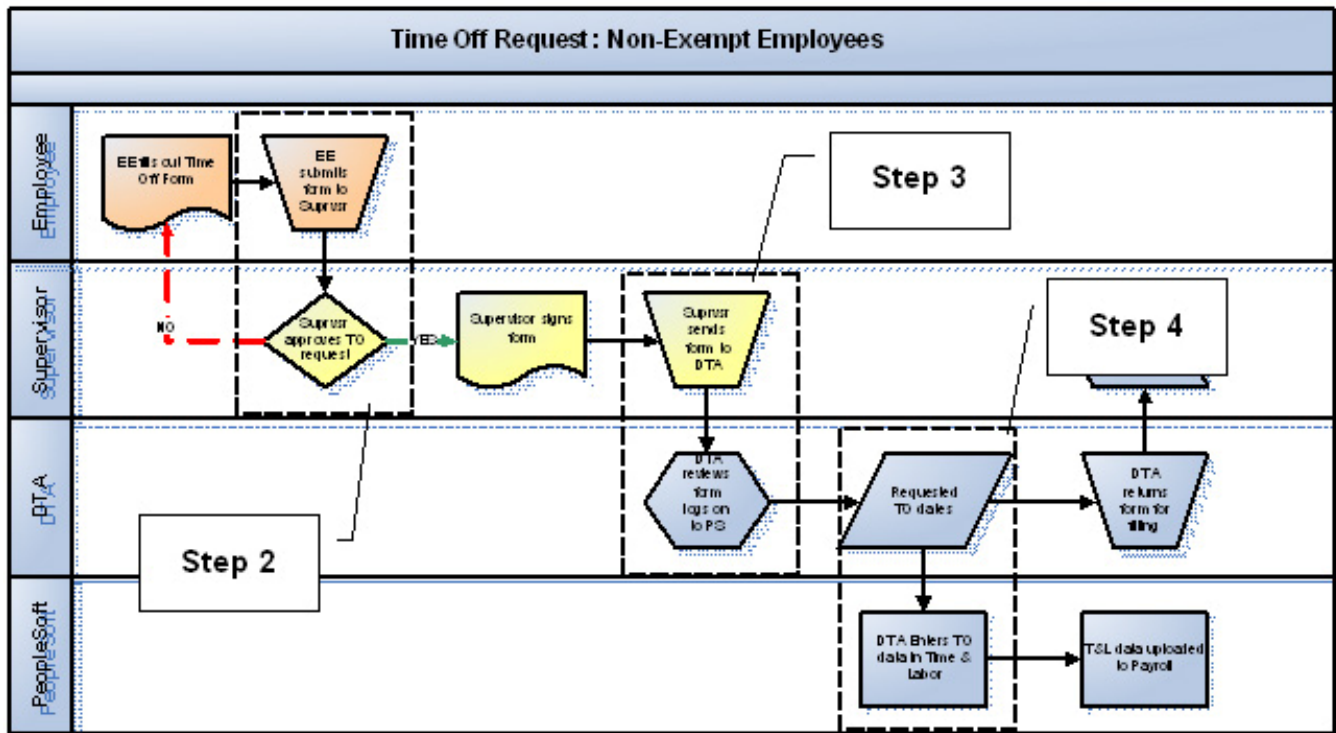 Time Off Request : Non-Exempt Employees
Employee
EE fills out Time
Off Form
EE
submits
form to
Suprvsr
Step 3
Supervisor
NO
Suprvsr
approves TO
request
YES
Supervisor signs
form
Suprvsr
sends
form to
DTA
Step 4
DTA
DTA
reviews
form
logs on
to PS
Requested
TO dates
DTA
returns
form for
filling
Step 2
PeopleSoft
DTA Enters TO
data in Time &
Labor
T&L data uploaded
to Payroll